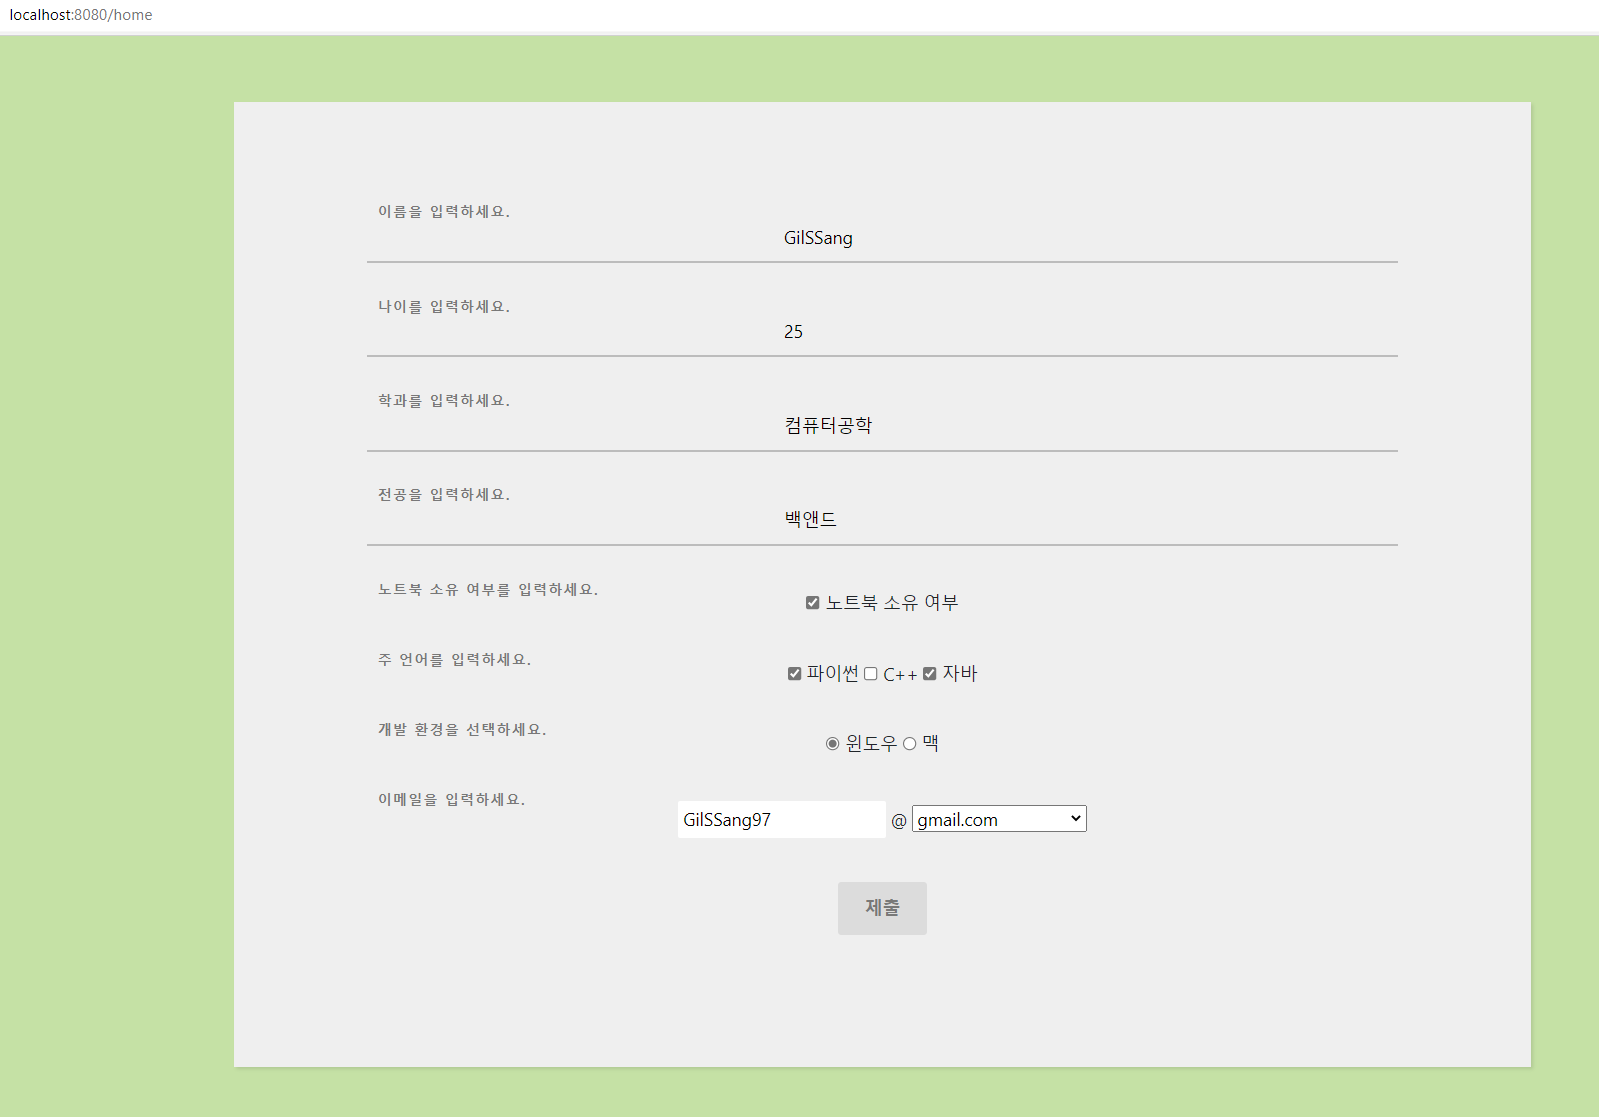 localhost:8080/home
이름을 입력하세요.
GilSSang
나이를 입력하세요.
25
학과를 입력하세요.
컴퓨터공학
전공을 입력하세요.
백앤드
노트북 소유 여부를 입력하세요.
노트북 소유 여부
주 언어를 입력하세요.
파이썬 C++ 자바
개발 환경을 선택하세요.
윈도우 맥
이메일을 입력하세요.
GilSSang97 @ gmail.com
제출